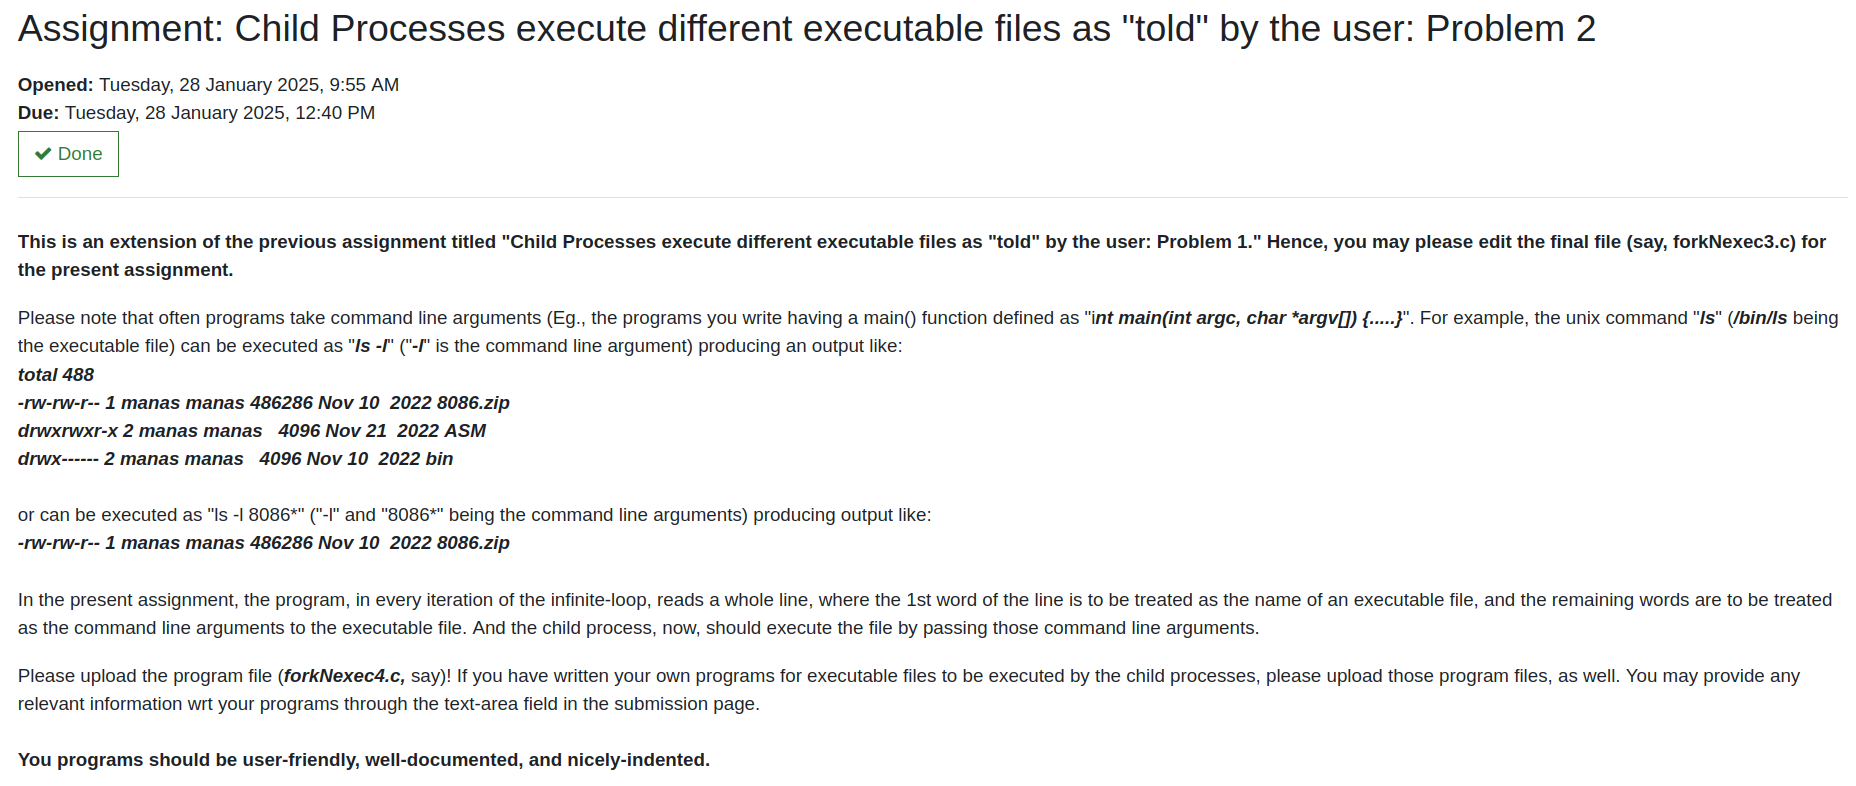 Assignment: Child Processes execute different executable files as "told" by the user: Problem 2
Opened: Tuesday, 28 January 2025, 9:55 AM
Due: Tuesday, 28 January 2025, 12:40 PM
Done
This is an extension of the previous assignment titled "Child Processes execute different executable files as "told" by the user: Problem 1." Hence, you may please edit the final file (say, forkNexec3.c) for
the present assignment.
Please note that often programs take command line arguments (Eg., the programs you write having a main() function defined as "int main(int argc, char *argv[]) {.....}". For example, the unix command "ls" (/bin/ls being
the executable file) can be executed as "ls -l" ("-l" is the command line argument) producing an output like:
total 488
-rw-rw-r-- 1 manas manas 486286 Nov 10  2022 8086.zip
drwxrwxr-x 2 manas manas   4096 Nov 21  2022 ASM
drwx------ 2 manas manas   4096 Nov 10  2022 bin
or can be executed as "ls -l 8086*" ("-l" and "8086*" being the command line arguments) producing output like:
-rw-rw-r-- 1 manas manas 486286 Nov 10  2022 8086.zip
In the present assignment, the program, in every iteration of the infinite-loop, reads a whole line, where the 1st word of the line is to be treated as the name of an executable file, and the remaining words are to be treated
as the command line arguments to the executable file. And the child process, now, should execute the file by passing those command line arguments.
Please upload the program file (forkNexec4.c, say)! If you have written your own programs for executable files to be executed by the child processes, please upload those program files, as well. You may provide any
relevant information wrt your programs through the text-area field in the submission page.
You programs should be user-friendly, well-documented, and nicely-indented.